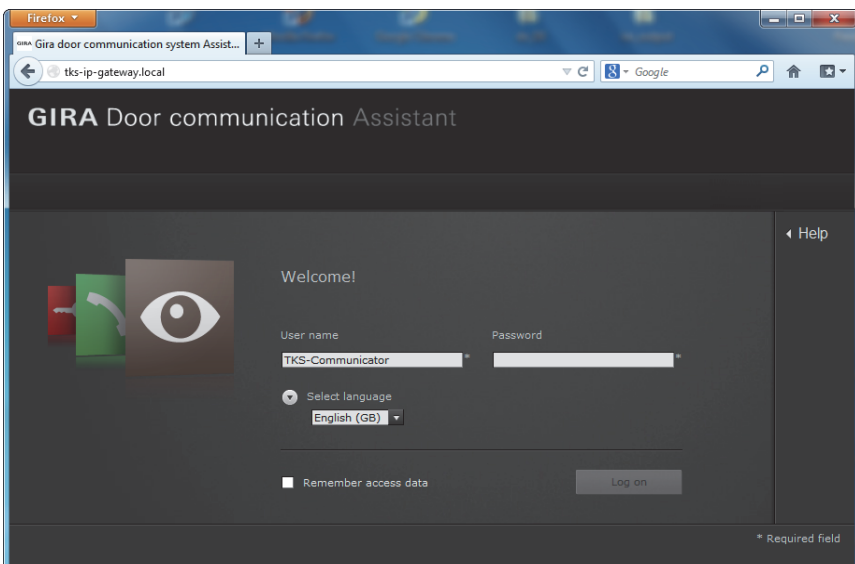 Firefox
GIRA Gira door communication system Assist... +
tks-ip-gateway.local
Google
GIRA Door communication Assistant
Help
Welcome!
User name Password
TKS-Communicator * *
Select language
English (GB)
Remember access data Log on
* Required field